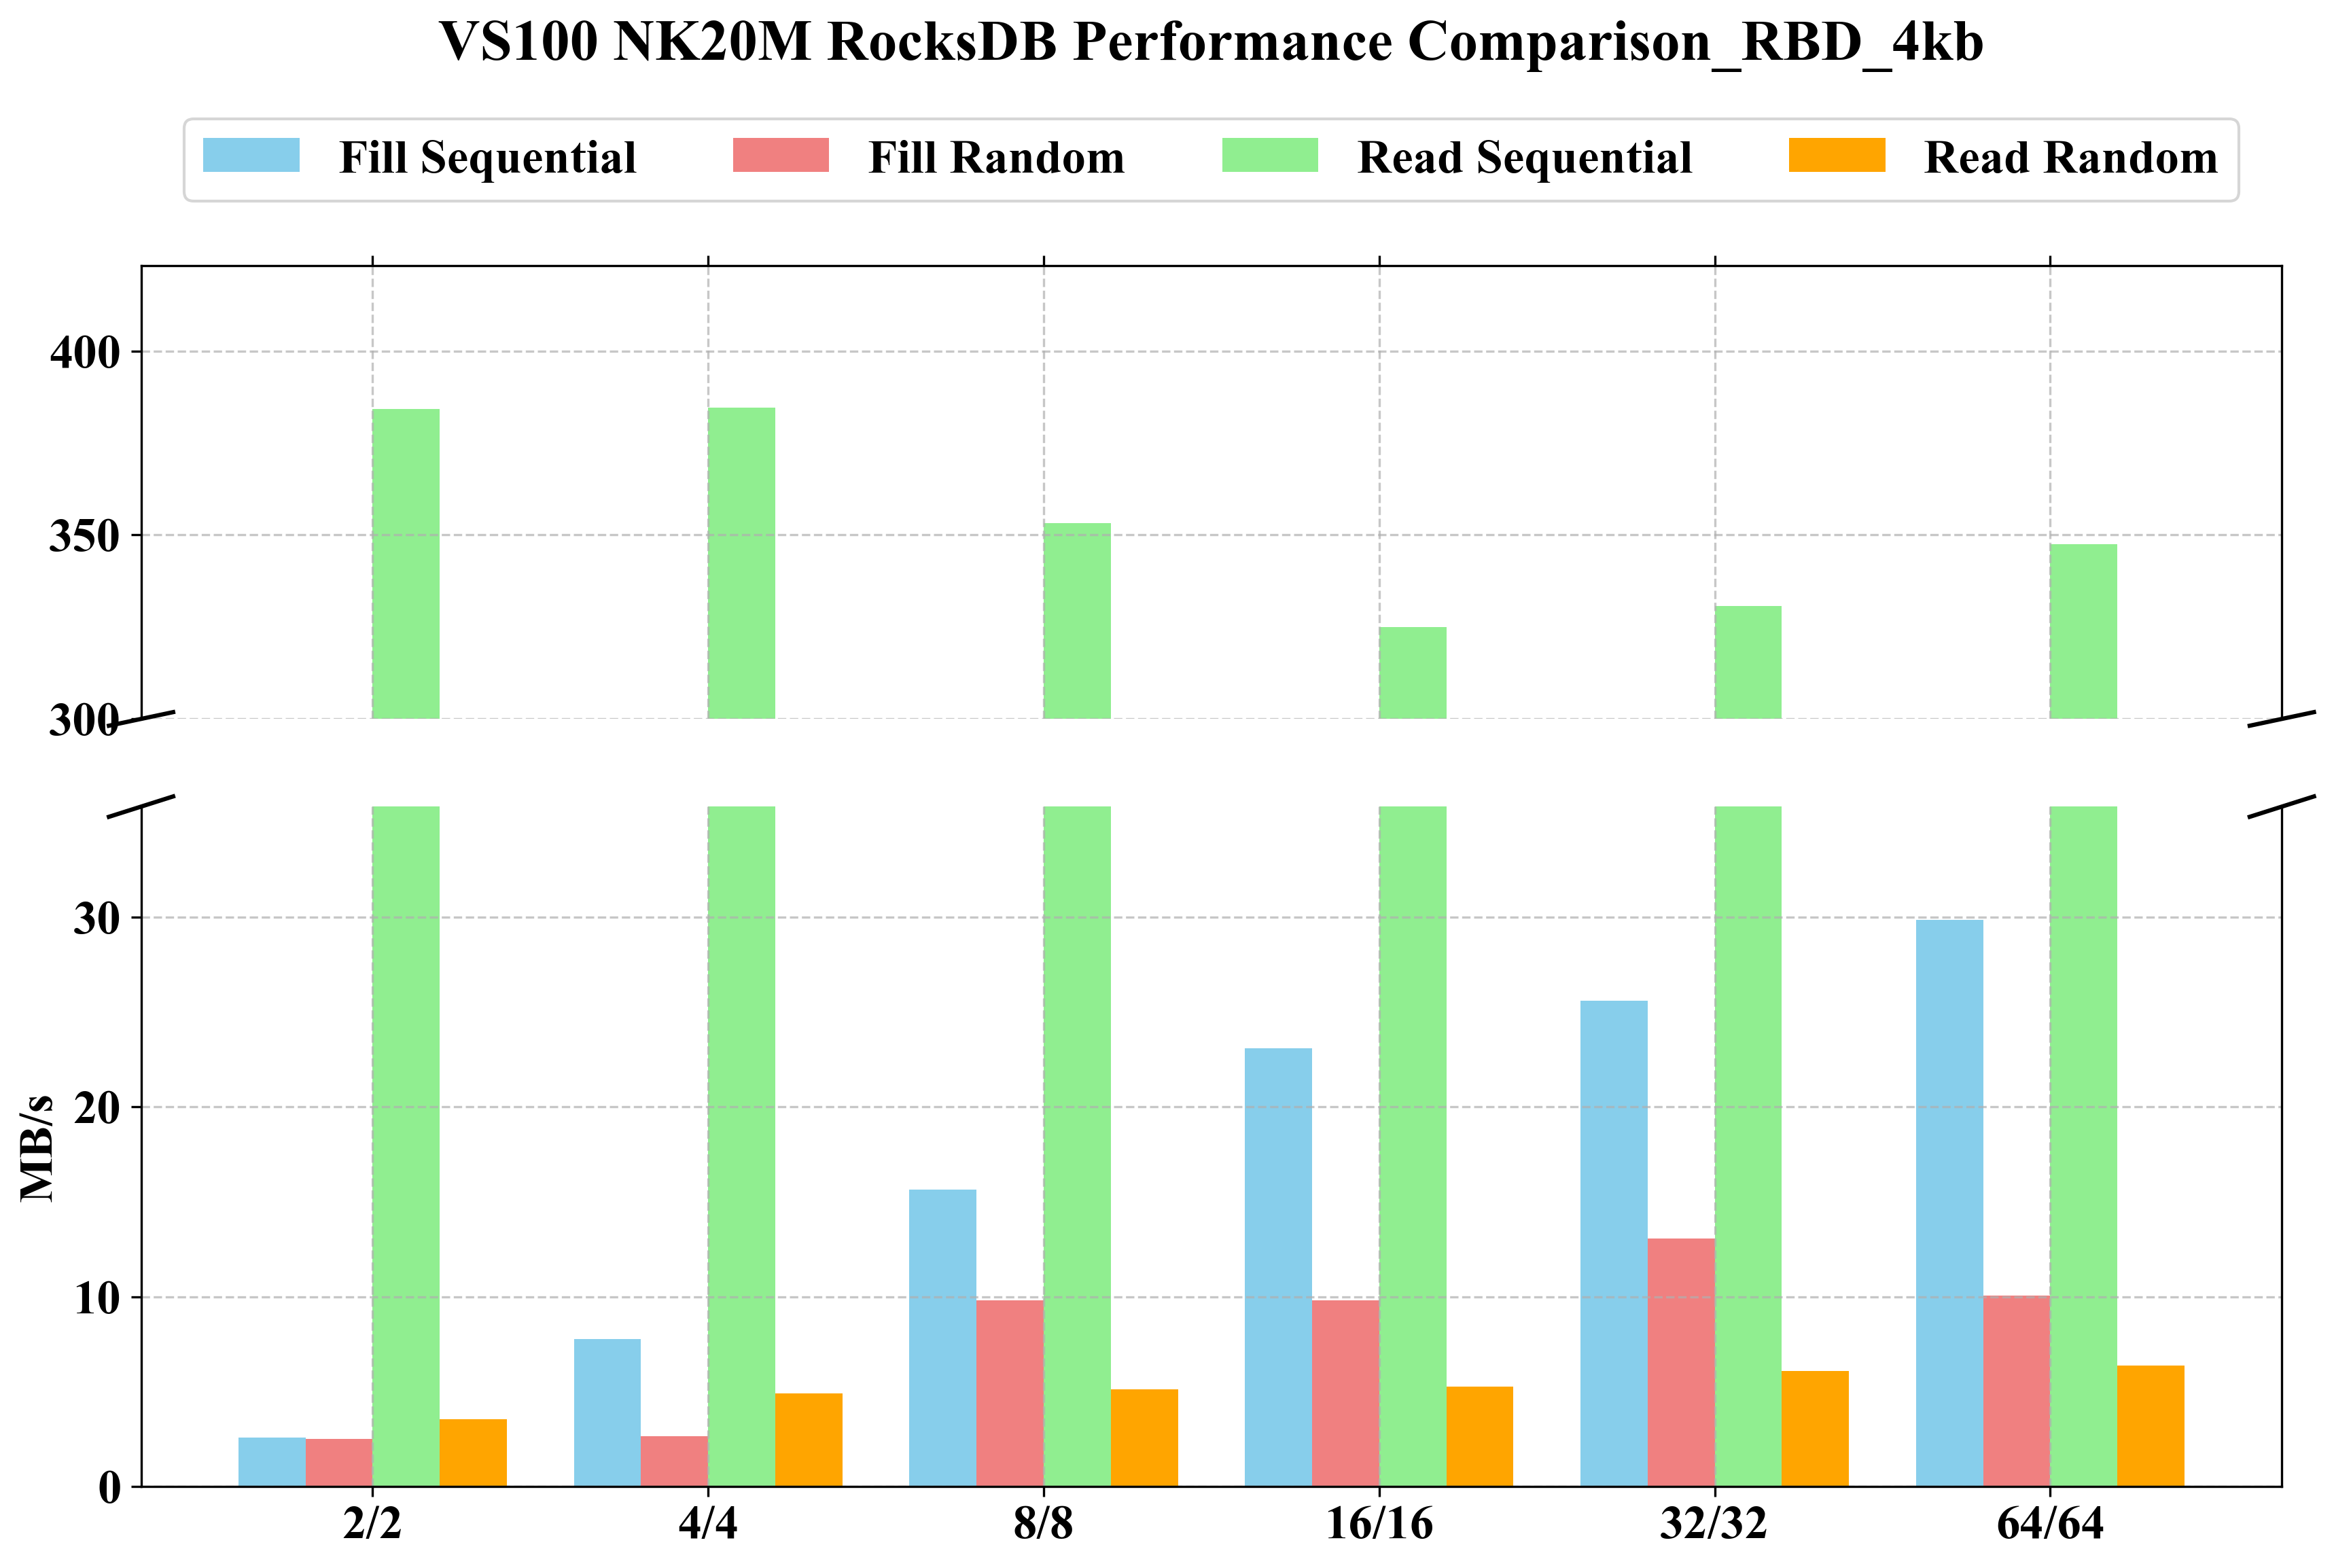 VS100 NK20M RocksDB Performance Comparison_RBD_4kb
Fill Sequential Fill Random Read Sequential Read Random
400
350
300
30
20
10
0
MB/s
2/2 4/4 8/8 16/16 32/32 64/64